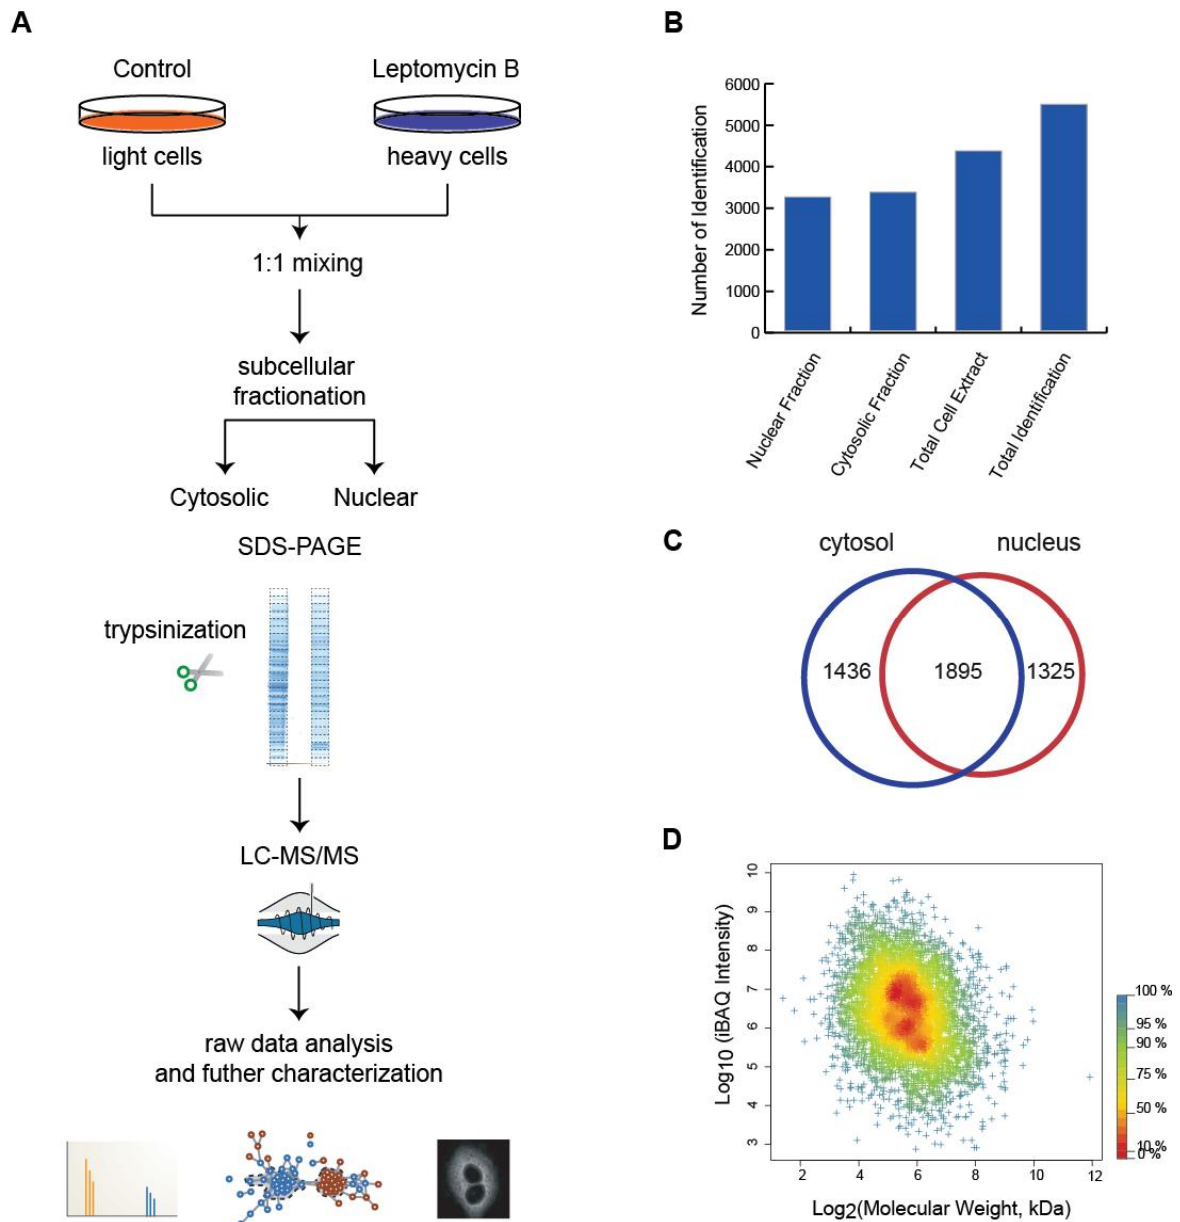 A
Control
Leptomycin B
light cells
heavy cells
1:1 mixing
subcellular
fractionation
Cytosolic
Nuclear
SDS-PAGE
trypsinization
LC-MS/MS
raw data analysis
and futher characterization
B
Number of Identification
6000
5000
4000
3000
2000
1000
0
Nuclear Fraction
Cytosolic Fraction
Total Cell Extract
Total Identification
C
cytosol
nucleus
1436
1895
1325
D
Log10 (iBAQ Intensity)
10
9
8
7
6
5
4
3
2
4
6
8
10
12
Log2(Molecular Weight, kDa)
100 %
95 %
90 %
75 %
50 %
10 %
0 %